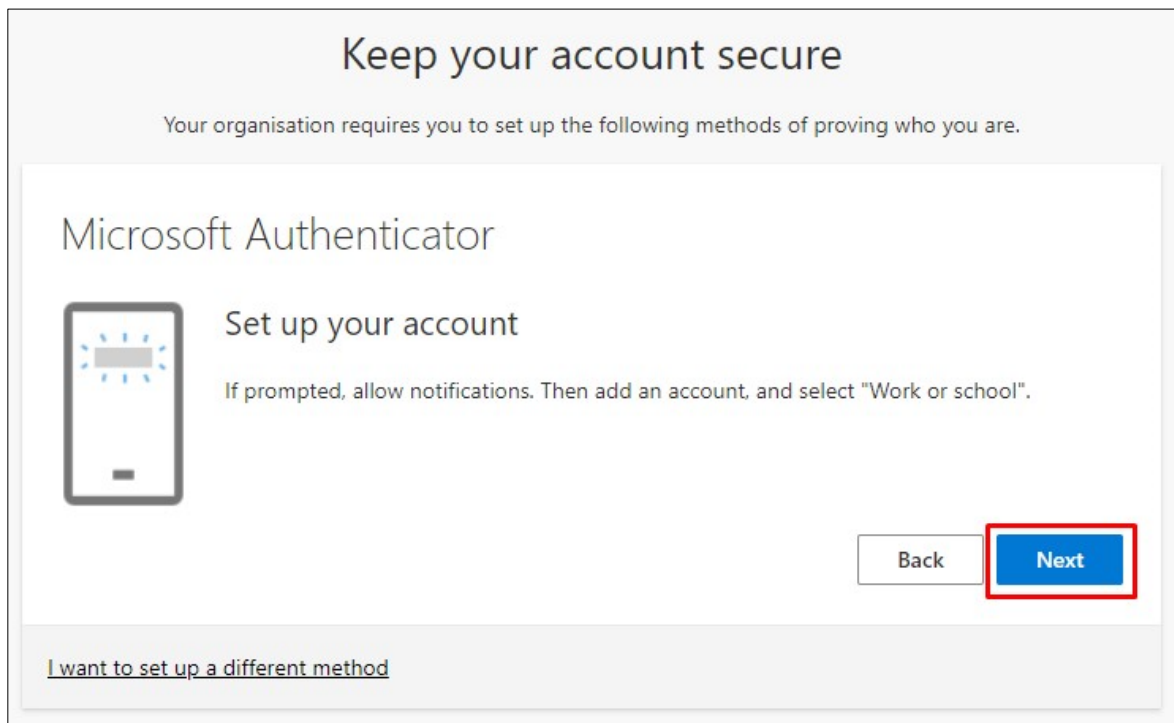 Keep your account secure
Your organisation requires you to set up the following methods of proving who you are.
Microsoft Authenticator
Set up your account
If prompted, allow notifications. Then add an account, and select "Work or school".
Back
Next
I want to set up a different method